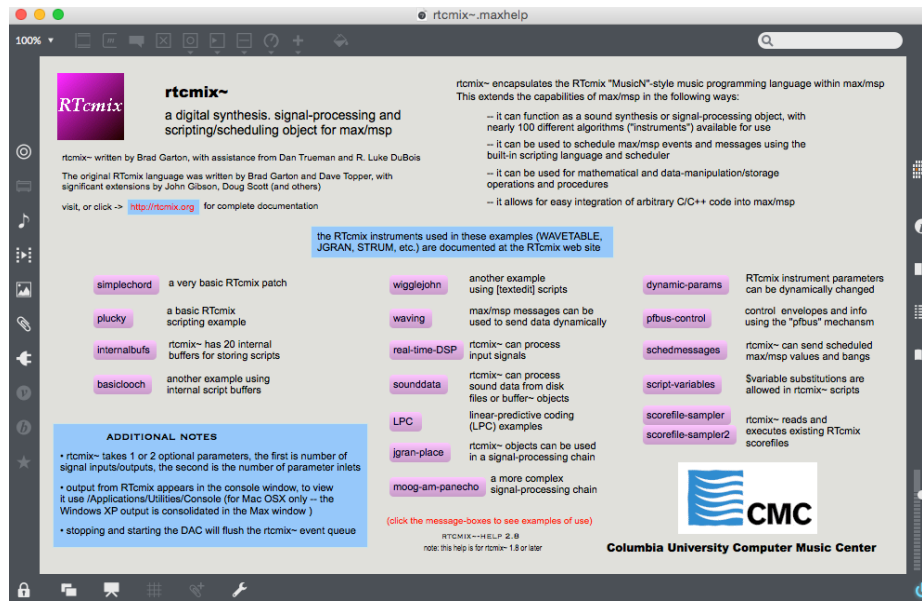 rtcmix~.maxhelp
100%
RTcmix
rtcmix~
a digital synthesis. signal-processing and
scripting/scheduling object for max/msp
rtcmix~ written by Brad Garton, with assistance from Dan Trueman and R. Luke DuBois
The original RTcmix language was written by Brad Garton and Dave Topper, with
significant extensions by John Gibson, Doug Scott (and others)
visit, or click -> http://rtcmix.org for complete documentation
rtcmix~ encapsulates the RTcmix "MusicN"-style music programming language within max/msp
This extends the capabilities of max/msp in the following ways:
-- it can function as a sound synthesis or signal-processing object, with
nearly 100 different algorithms ("instruments") available for use
-- it can be used to schedule max/msp events and messages using the
built-in scripting language and scheduler
-- it can be used for mathematical and data-manipulation/storage
operations and procedures
-- it allows for easy integration of arbitrary C/C++ code into max/msp
the RTcmix instruments used in these examples (WAVETABLE,
JGRAN, STRUM, etc.) are documented at the RTcmix web site
simplechord
a very basic RTcmix patch
plucky
a basic RTcmix
scripting example
internalbufs
rtcmix~ has 20 internal
buffers for storing scripts
basiclooch
another example using
internal script buffers
wigglejohn
another example
using [textedit] scripts
waving
max/msp messages can be
used to send data dynamically
real-time-DSP
rtcmix~ can process
input signals
sounddata
rtcmix~ can process
sound data from disk
files or buffer~ objects
LPC
linear-predictive coding
(LPC) examples
jgran-place
rtcmix~ objects can be used
in a signal-processing chain
moog-am-panecho
a more complex
signal-processing chain
dynamic-params
RTcmix instrument parameters
can be dynamically changed
pfbus-control
control envelopes and info
using the "pfbus" mechansm
schedmessages
rtcmix~ can send scheduled
max/msp values and bangs
script-variables
$variable substitutions are
allowed in rtcmix~ scripts
scorefile-sampler
scorefile-sampler2
rtcmix~ reads and
executes existing RTcmix
scorefiles
ADDITIONAL NOTES
• rtcmix~ takes 1 or 2 optional parameters, the first is number of
signal inputs/outputs, the second is the number of parameter inlets
• output from RTcmix appears in the console window, to view
it use /Applications/Utilities/Console (for Mac OSX only -- the
Windows XP output is consolidated in the Max window )
• stopping and starting the DAC will flush the rtcmix~ event queue
(click the message-boxes to see examples of use)
RTCMIX~-HELP 2.8
note: this help is for rtcmix~ 1.8 or later
CMC
Columbia University Computer Music Center